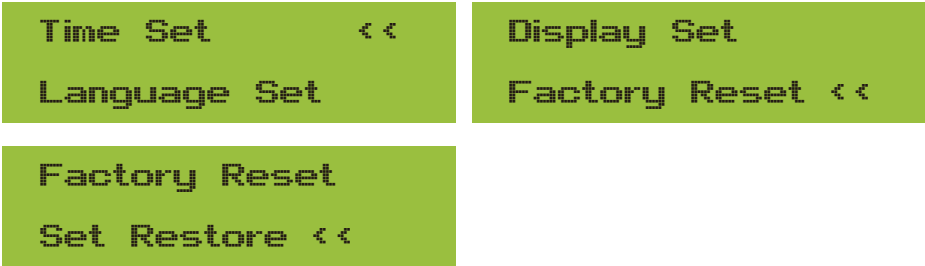 Time Set <<
Language Set
Display Set
Factory Reset <<
Factory Reset
Set Restore <<